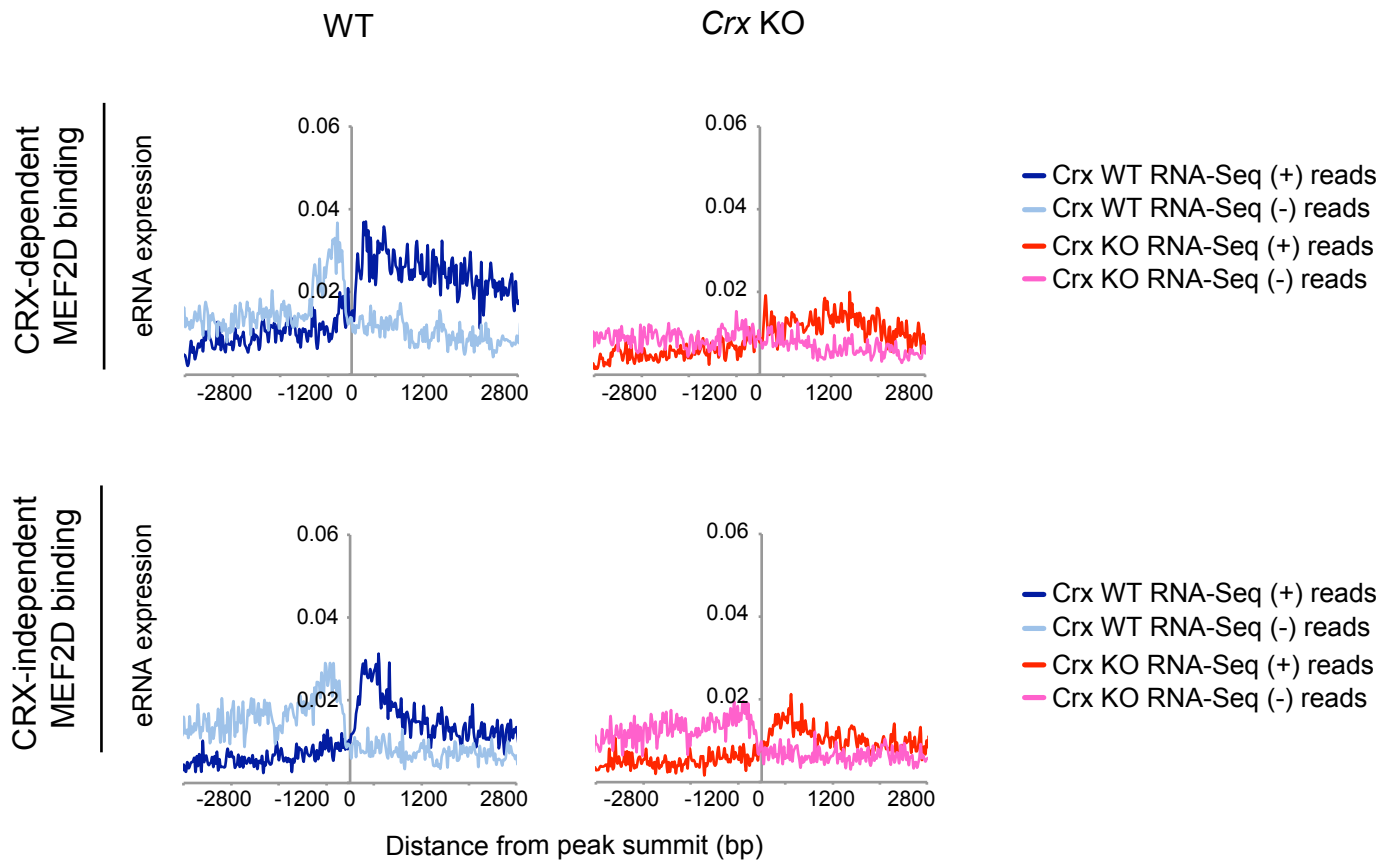 WT
Crx KO
CRX-dependent
MEF2D binding
eRNA expression
0.06
0.04
0.02
-2800 -1200 0 1200 2800
0.06
0.04
0.02
-2800 -1200 0 1200 2800
Crx WT RNA-Seq (+) reads
Crx WT RNA-Seq (-) reads
Crx KO RNA-Seq (+) reads
Crx KO RNA-Seq (-) reads
CRX-independent
MEF2D binding
eRNA expression
0.06
0.04
0.02
-2800 -1200 0 1200 2800
0.06
0.04
0.02
-2800 -1200 0 1200 2800
Crx WT RNA-Seq (+) reads
Crx WT RNA-Seq (-) reads
Crx KO RNA-Seq (+) reads
Crx KO RNA-Seq (-) reads
Distance from peak summit (bp)